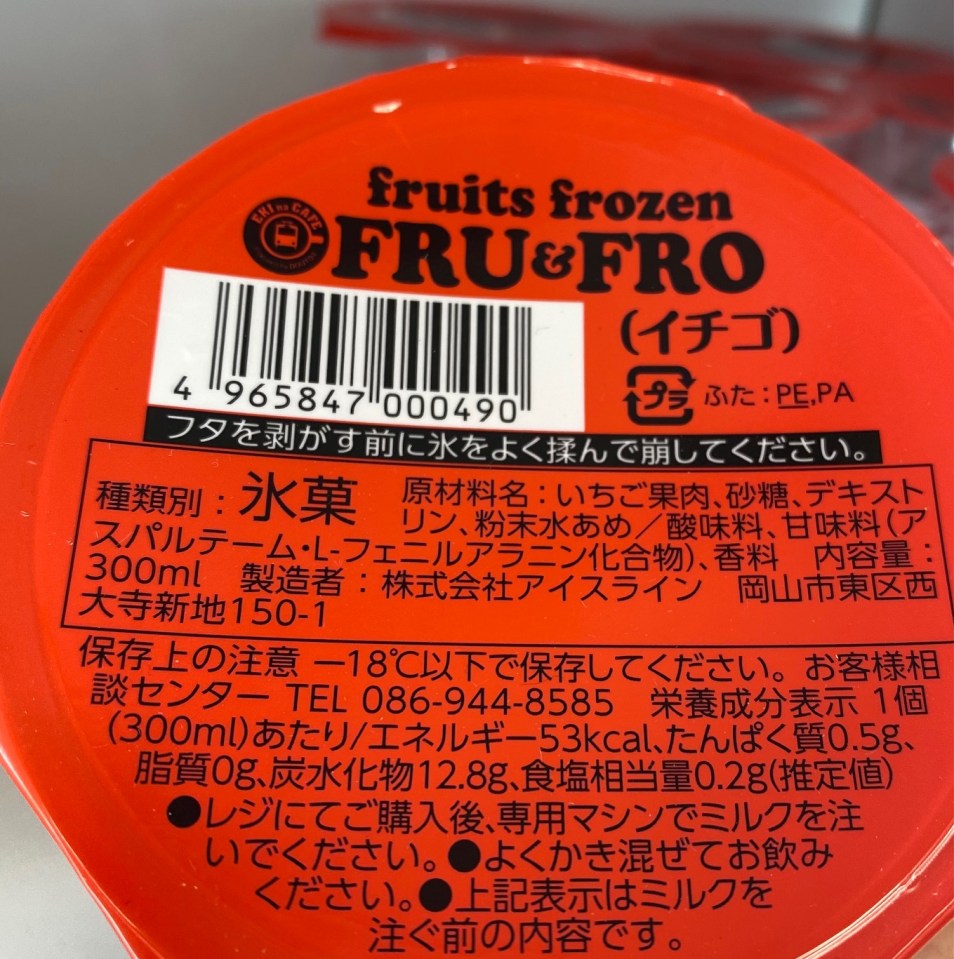 fruits frozen
EKI na CAFE
FRU&FRO
(イチゴ)
プラ ふた:PE,PA
4 965847 000490
フタを剥がす前に氷をよく揉んで崩してください。
種類別:氷菓 原材料名:いちご果肉、砂糖、デキスト
リン、粉末水あめ/酸味料、甘味料(ア
スパルテーム・L-フェニルアラニン化合物)、香料 内容量:
300ml 製造者:株式会社アイスライン 岡山市東区西
大寺新地150-1
保存上の注意 -18℃以下で保存してください。お客様相
談センター TEL 086-944-8585 栄養成分表示 1個
(300ml)あたり/エネルギー53kcal、たんぱく質0.5g、
脂質0g、炭水化物12.8g、食塩相当量0.2g(推定値)
●レジにてご購入後、専用マシンでミルクを注
いでください。●よくかき混ぜてお飲み
ください。●上記表示はミルクを
注ぐ前の内容です。